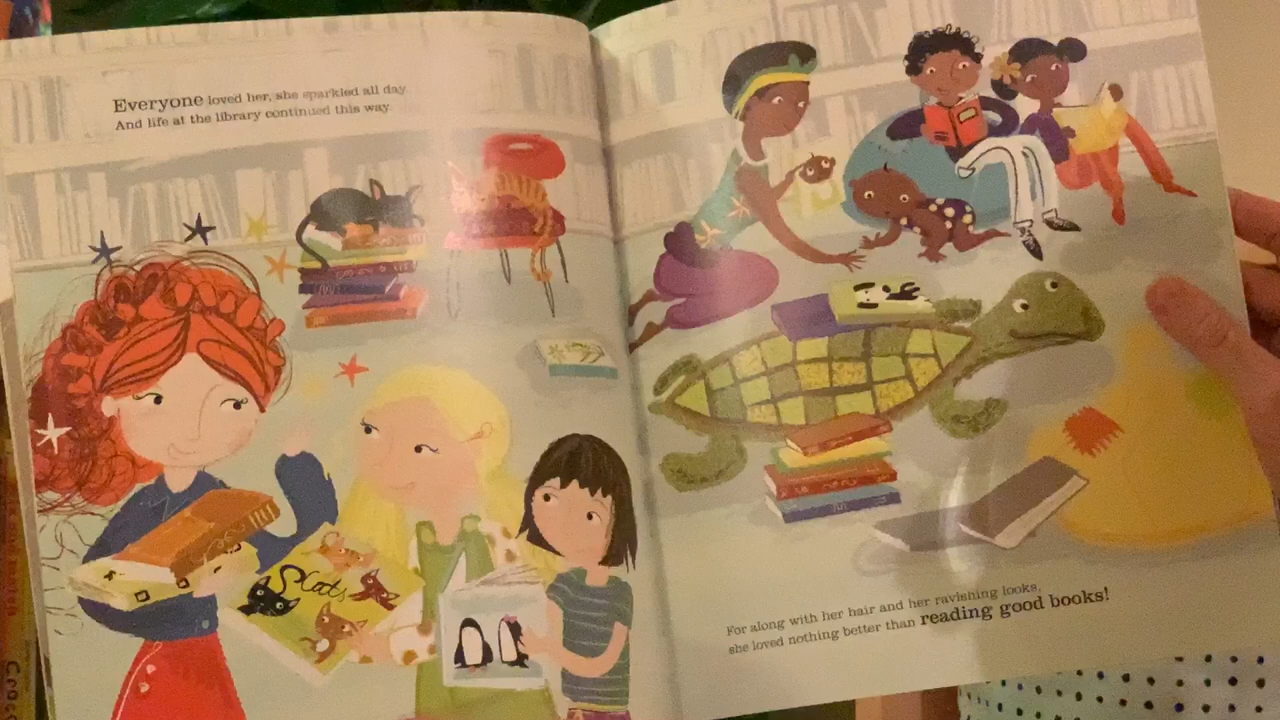 Everyone loved her, she sparkled all day.
And life at the library continued this way.
Cats
For along with her hair and her ravishing looks,
she loved nothing better than reading good books!